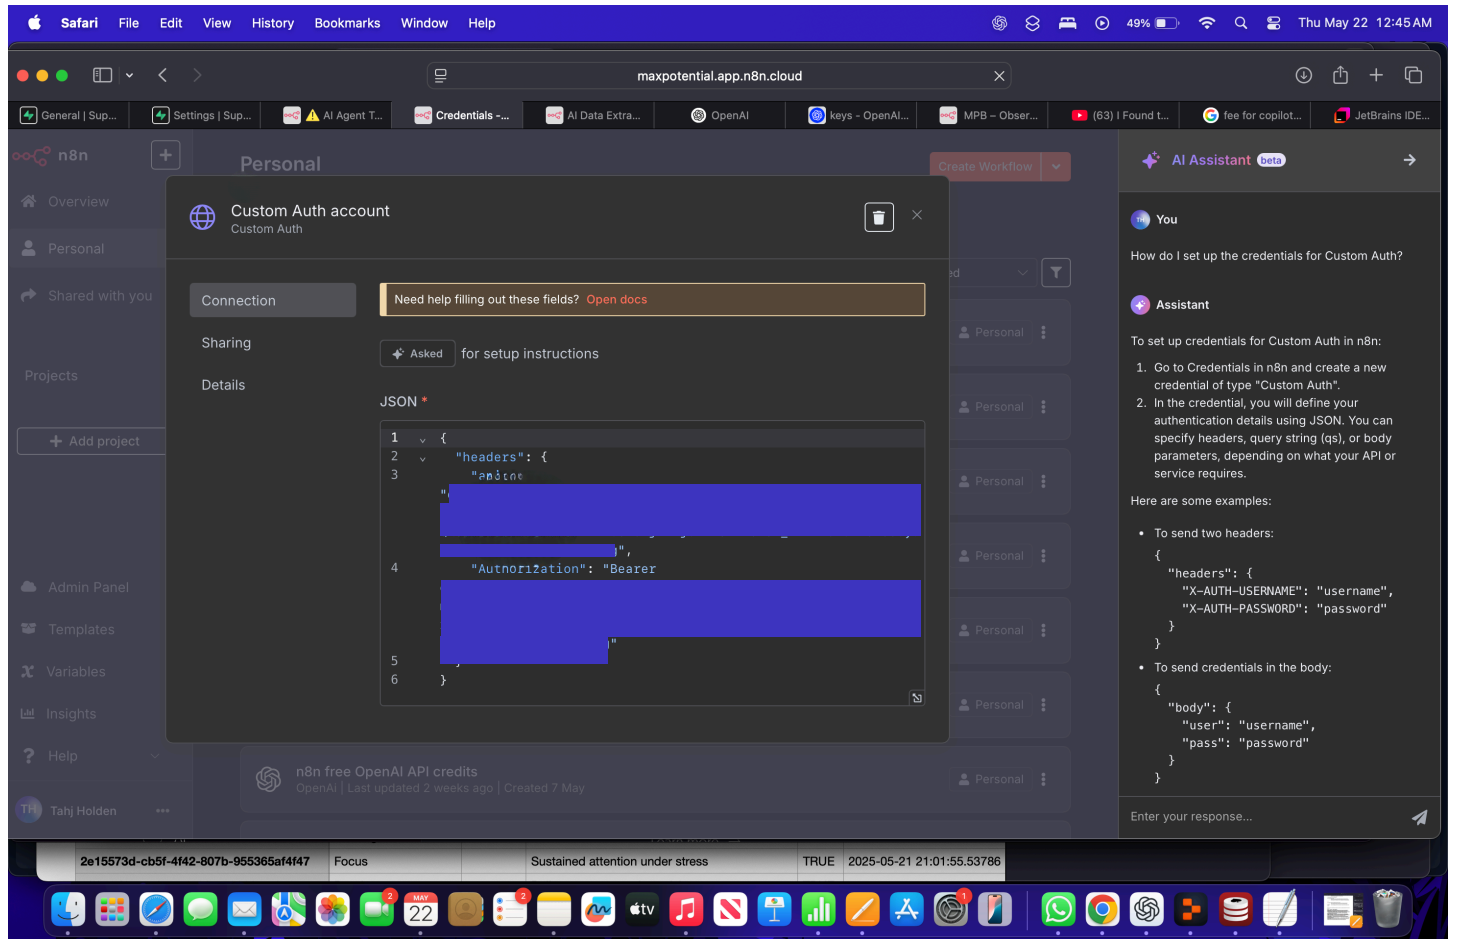 Safari File Edit View History Bookmarks Window Help 49% Thu May 22 12:45 AM
maxpotential.app.n8n.cloud
General | Sup... Settings | Sup... AI Agent T... Credentials -... AI Data Extra... OpenAI keys - OpenAI... MPB – Obser... (63) I Found t... fee for copilot... JetBrains IDE...
n8n
Personal
Create Workflow
AI Assistant beta
Overview
Personal
Shared with you
Projects
Add project
Admin Panel
Templates
Variables
Insights
Help
TH Tahj Holden
Custom Auth account
Custom Auth
Connection
Sharing
Details
Need help filling out these fields? Open docs
Asked for setup instructions
JSON *
1 {
2 "headers": {
3
",
4 "Authorization": "Bearer
"
5 }
6 }
ed
Personal
Personal
Personal
Personal
Personal
Personal
n8n free OpenAI API credits
OpenAi | Last updated 2 weeks ago | Created 7 May
Personal
TH You
How do I set up the credentials for Custom Auth?
Assistant
To set up credentials for Custom Auth in n8n:
1. Go to Credentials in n8n and create a new
credential of type "Custom Auth".
2. In the credential, you will define your
authentication details using JSON. You can
specify headers, query string (qs), or body
parameters, depending on what your API or
service requires.
Here are some examples:
• To send two headers:
{
"headers": {
"X-AUTH-USERNAME": "username",
"X-AUTH-PASSWORD": "password"
}
}
• To send credentials in the body:
{
"body": {
"user": "username",
"pass": "password"
}
}
Enter your response...
2e15573d-cb5f-4f42-807b-955365af4f47 Focus Sustained attention under stress TRUE 2025-05-21 21:01:55.53786
2 MAY 22 2 tv 1